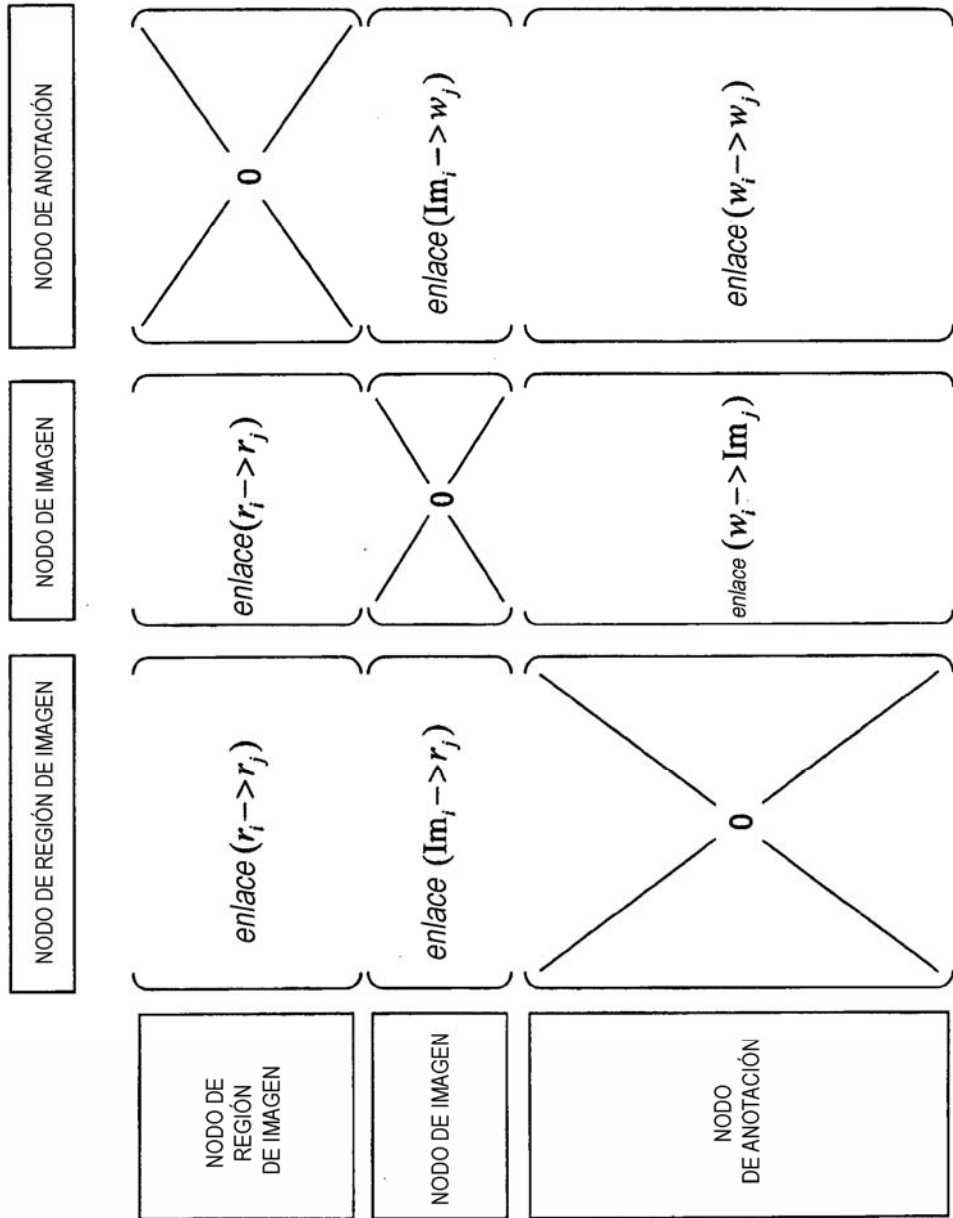 NODO DE REGIÓN DE IMAGEN
NODO DE IMAGEN
NODO DE ANOTACIÓN
NODO DE
REGIÓN
DE IMAGEN
enlace (r_i->r_j)
enlace(r_i->r_j)
0
NODO DE IMAGEN
enlace (Im_i->r_j)
0
enlace (Im_i->w_j)
NODO
DE ANOTACIÓN
0
enlace (w_i->Im_j)
enlace (w_i->w_j)